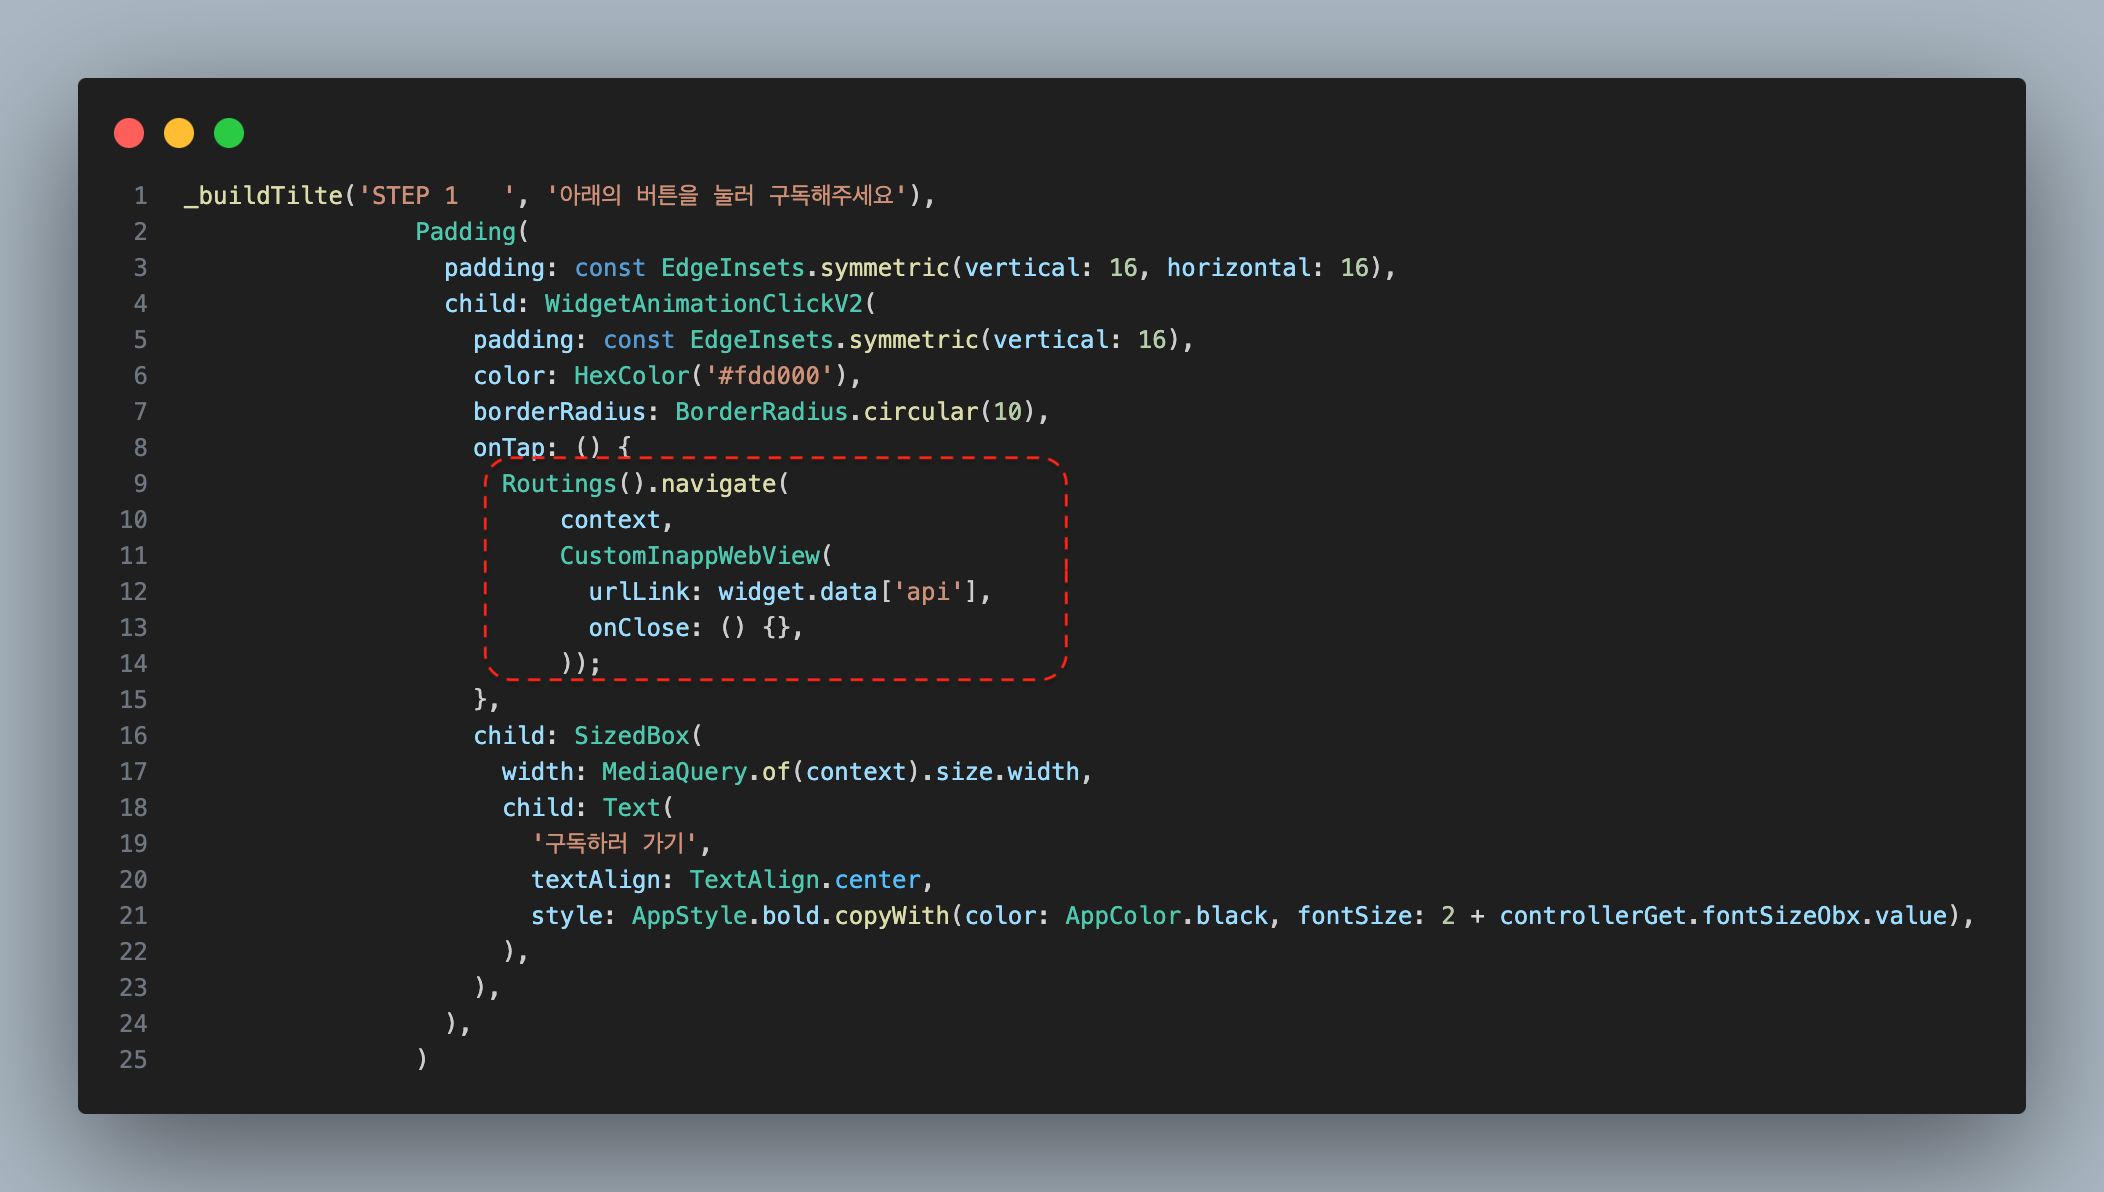 1 _buildTilte('STEP 1   ', '아래의 버튼을 눌러 구독해주세요'),
2                 Padding(
3                   padding: const EdgeInsets.symmetric(vertical: 16, horizontal: 16),
4                   child: WidgetAnimationClickV2(
5                     padding: const EdgeInsets.symmetric(vertical: 16),
6                     color: HexColor('#fdd000'),
7                     borderRadius: BorderRadius.circular(10),
8                     onTap: () {
9                       Routings().navigate(
10                           context,
11                           CustomInappWebView(
12                             urlLink: widget.data['api'],
13                             onClose: () {},
14                           ));
15                     },
16                     child: SizedBox(
17                       width: MediaQuery.of(context).size.width,
18                       child: Text(
19                         '구독하러 가기',
20                         textAlign: TextAlign.center,
21                         style: AppStyle.bold.copyWith(color: AppColor.black, fontSize: 2 + controllerGet.fontSizeObx.value),
22                       ),
23                     ),
24                   ),
25                 )